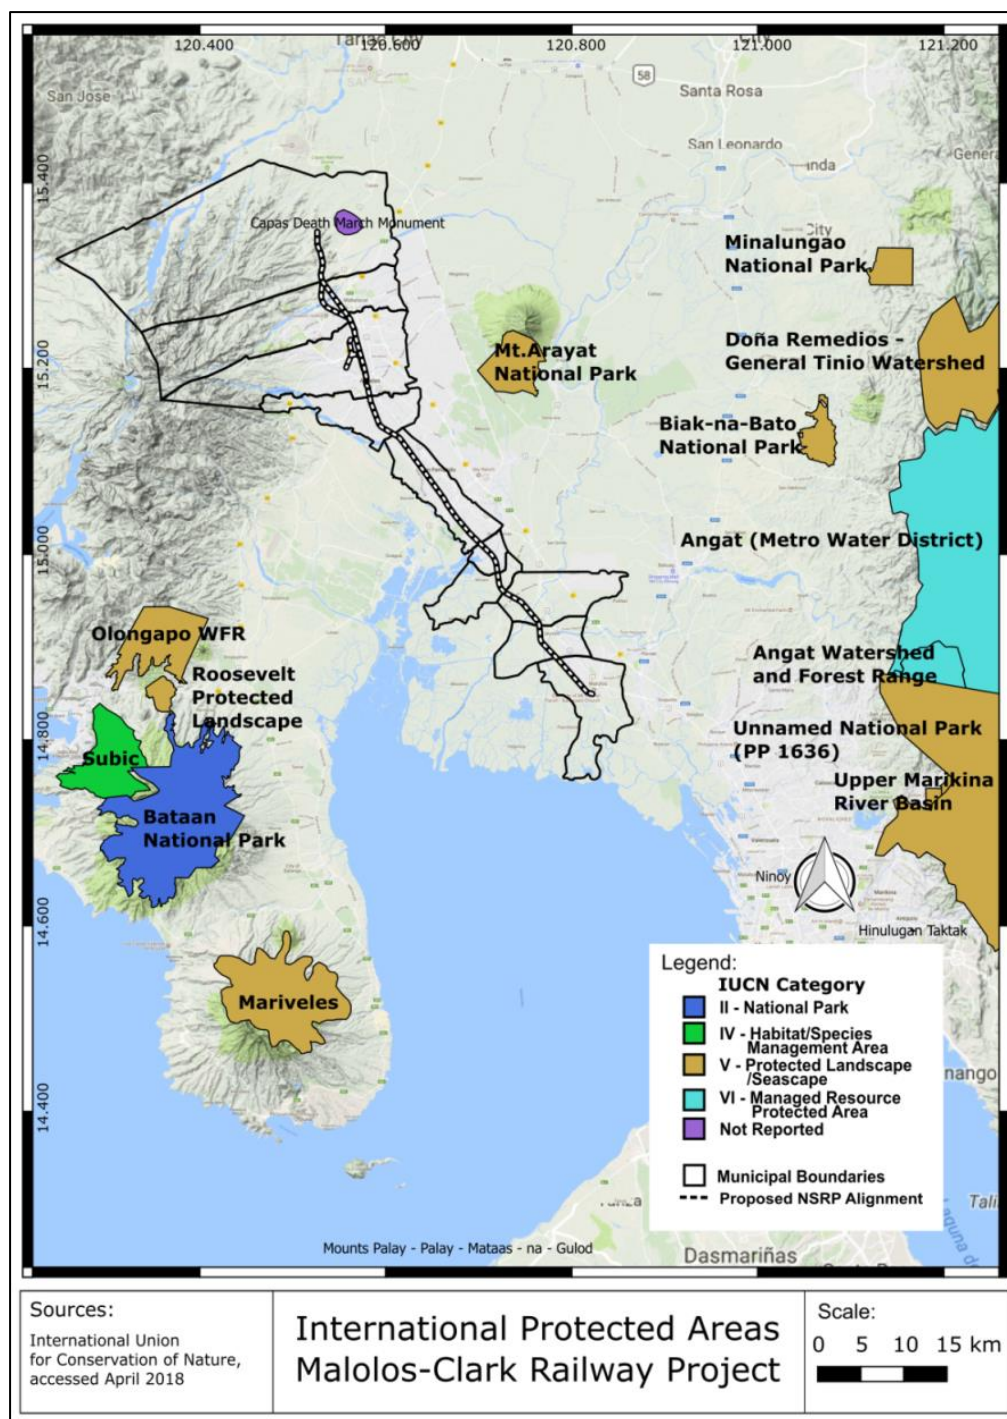 120.400
120.600
120.800
121.000
121.200
58
San Jose
Santa Rosa
San Leonardo
15.400
Capas Death March Monument
City
Minalungao
National Park
Doña Remedios -
General Tinio Watershed
Mt.Arayat
National Park
15.200
Biak-na-Bato
National Park
15.000
Angat (Metro Water District)
Olongapo WFR
Roosevelt
Protected
Landscape
Angat Watershed
and Forest Range
14.800
Unnamed National Park
(PP 1636)
Subic
Upper Marikina
River Basin
Bataan
National Park
Ninoy
14.600
Hinulugan Taktak
Mariveles
14.400
Legend:
IUCN Category
II - National Park
IV - Habitat/Species
Management Area
V - Protected Landscape
/Seascape
VI - Managed Resource
Protected Area
Not Reported
Municipal Boundaries
Proposed NSRP Alignment
Mounts Palay - Palay - Mataas - na - Gulod
Dasmariñas
Sources:
International Union
for Conservation of Nature,
accessed April 2018
International Protected Areas
Malolos-Clark Railway Project
Scale:
0 5 10 15 km